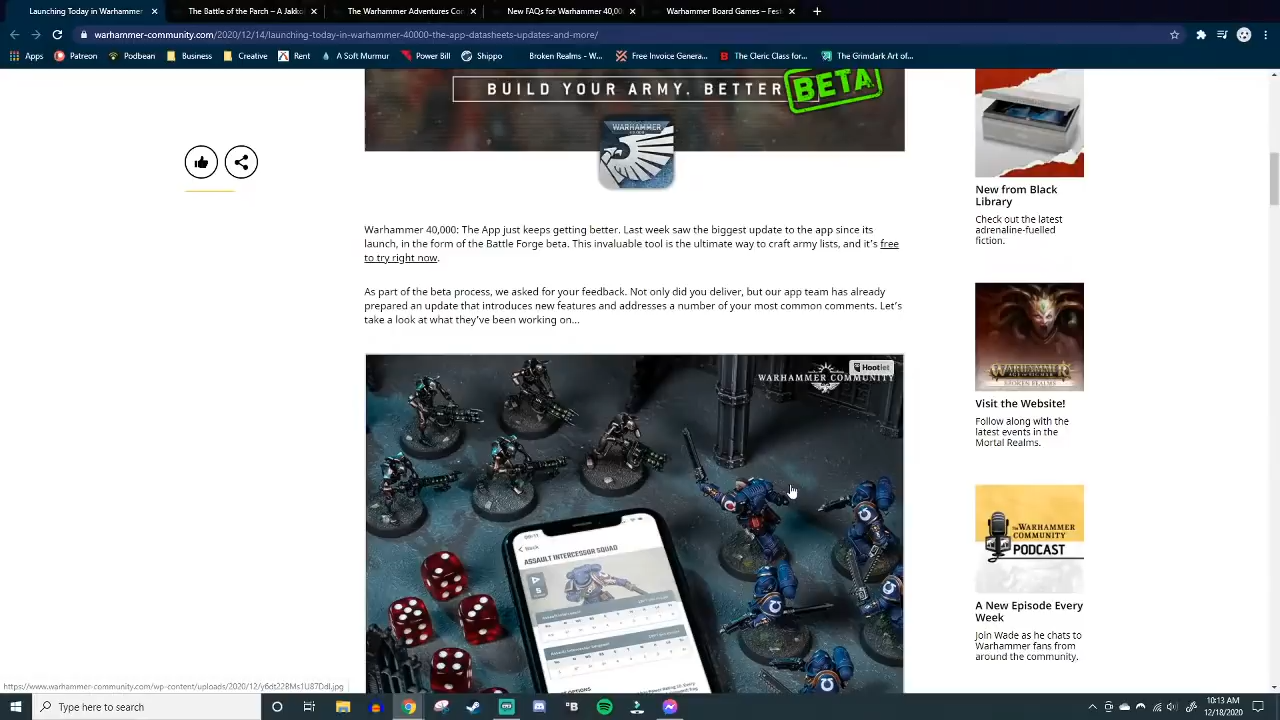 Launching Today in Warhammer
The Battle of the Parch – A Jakko
The Warhammer Adventures Co
New FAQs for Warhammer 40,00
Warhammer Board Games – Fes
warhammer-community.com/2020/12/14/launching-today-in-warhammer-40000-the-app-datasheets-updates-and-more/
Apps
Patreon
Podbean
Business
Creative
Rent
A Soft Murmur
Power Bill
Shippo
Broken Realms - W...
Free Invoice Genera...
The Cleric Class for...
The Grimdark Art of...
BUILD YOUR ARMY. BETTER
BETA
WARHAMMER
Warhammer 40,000: The App just keeps getting better. Last week saw the biggest update to the app since its
launch, in the form of the Battle Forge beta. This invaluable tool is the ultimate way to craft army lists, and it's free
to try right now.
As part of the beta process, we asked for your feedback. Not only did you deliver, but our app team has already
prepared an update that introduces new features and addresses a number of your most common comments. Let's
take a look at what they've been working on...
Hootlet
WARHAMMER COMMUNITY
Back
ASSAULT INTERCESSOR SQUAD
New from Black
Library
Check out the latest
adrenaline-fuelled
fiction.
WARHAMMER
AGE OF SIGMAR
BROKEN REALMS
Visit the Website!
Follow along with the
latest events in the
Mortal Realms.
The WARHAMMER
COMMUNITY
PODCAST
A New Episode Every
Week
Join Wade as he chats to
Warhammer fans from
around the community.
Type here to search
10:13 AM
12/18/2020